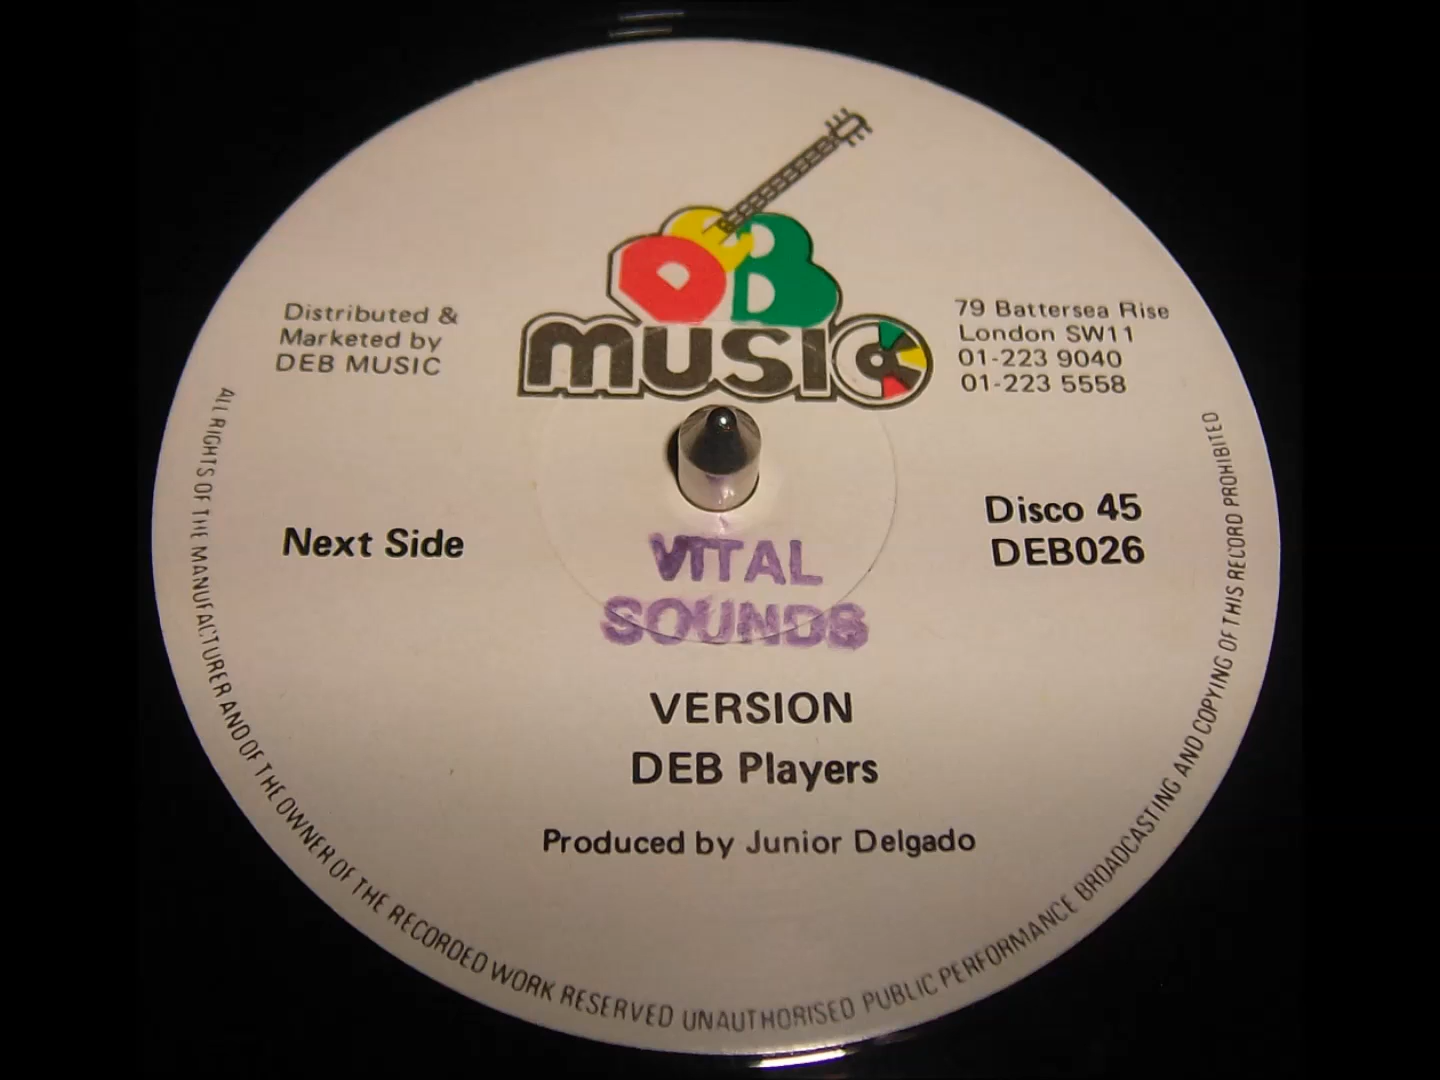 DEB
MUSIC
Distributed &
Marketed by
DEB MUSIC
79 Battersea Rise
London SW11
01-223 9040
01-223 5558
Next Side
Disco 45
DEB026
VITAL
SOUNDS
VERSION
DEB Players
Produced by Junior Delgado
ALL RIGHTS OF THE MANUFACTURER AND OF THE OWNER OF THE RECORDED WORK RESERVED UNAUTHORISED PUBLIC PERFORMANCE BROADCASTING AND COPYING OF THIS RECORD PROHIBITED